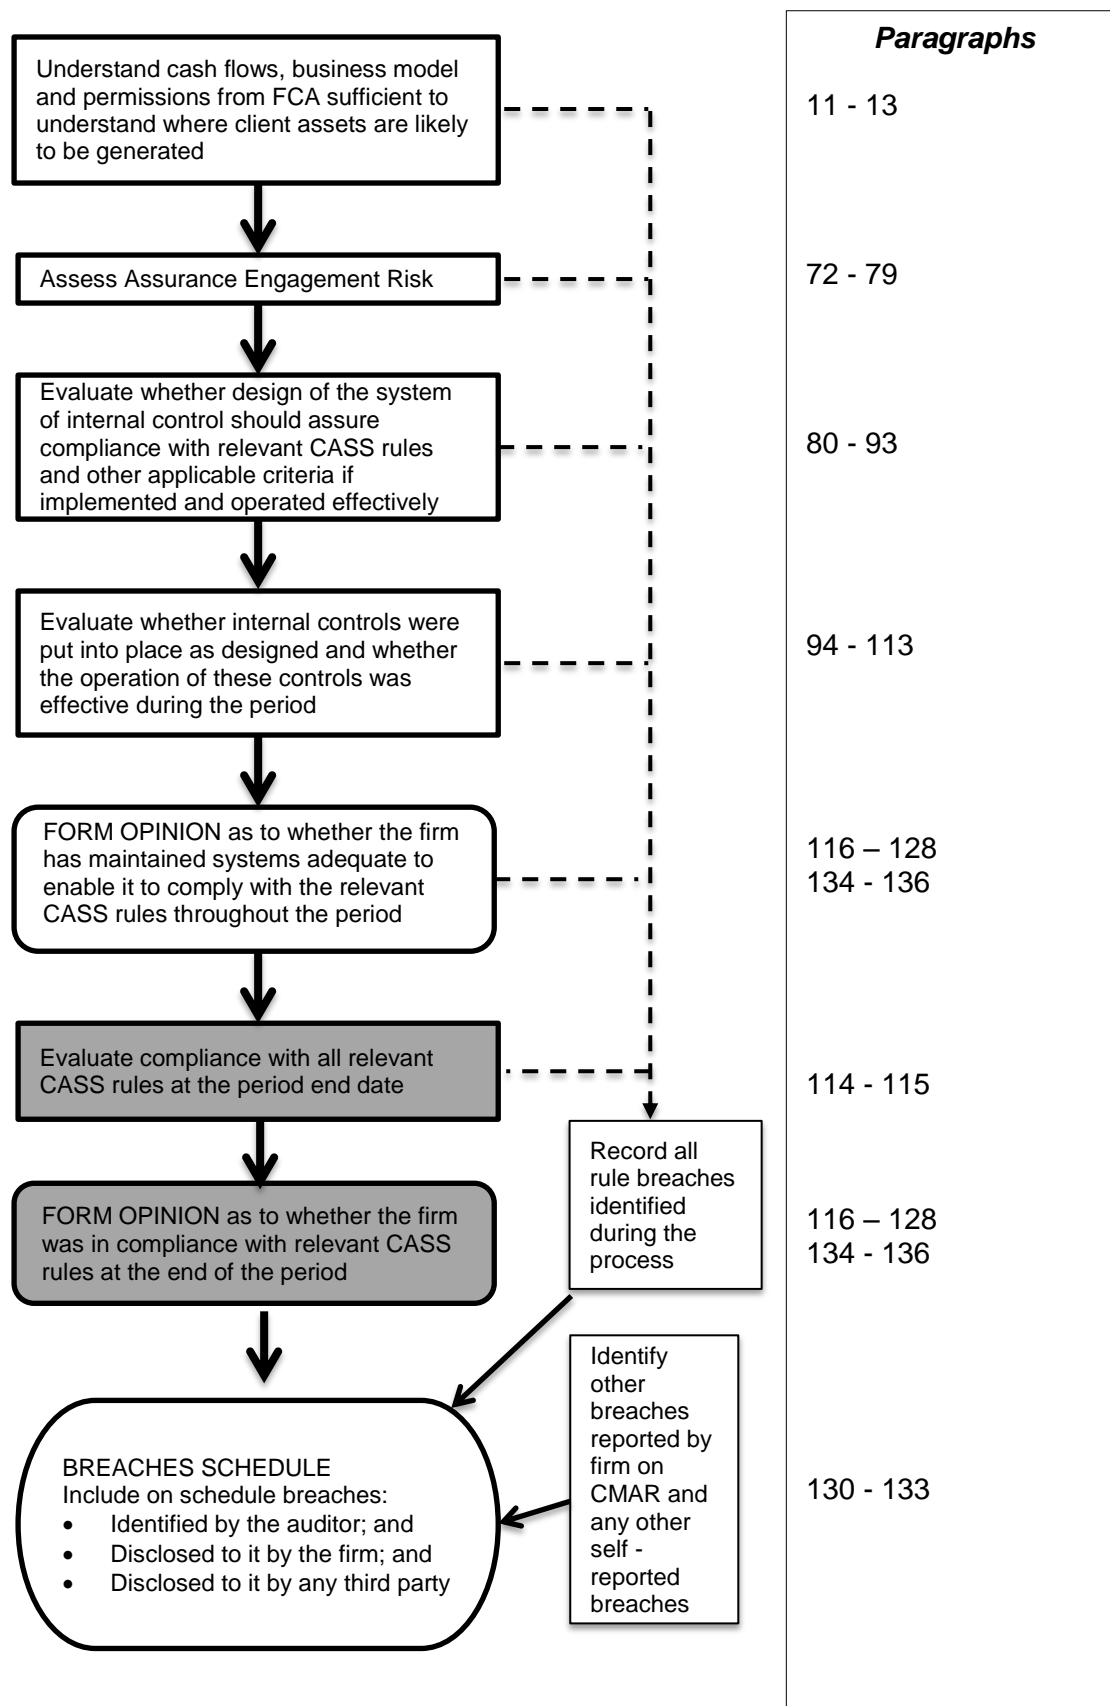 Paragraphs
Understand cash flows, business model
and permissions from FCA sufficient to
understand where client assets are likely
to be generated
11 - 13
Assess Assurance Engagement Risk
72 - 79
Evaluate whether design of the system
of internal control should assure
compliance with relevant CASS rules
and other applicable criteria if
implemented and operated effectively
80 - 93
Evaluate whether internal controls were
put into place as designed and whether
the operation of these controls was
effective during the period
94 - 113
FORM OPINION as to whether the firm
has maintained systems adequate to
enable it to comply with the relevant
CASS rules throughout the period
116 – 128
134 - 136
Evaluate compliance with all relevant
CASS rules at the period end date
114 - 115
Record all
rule breaches
identified
during the
process
FORM OPINION as to whether the firm
was in compliance with relevant CASS
rules at the end of the period
116 – 128
134 - 136
Identify
other
breaches
reported by
firm on
CMAR and
any other
self -
reported
breaches
BREACHES SCHEDULE
Include on schedule breaches:
• Identified by the auditor; and
• Disclosed to it by the firm; and
• Disclosed to it by any third party
130 - 133